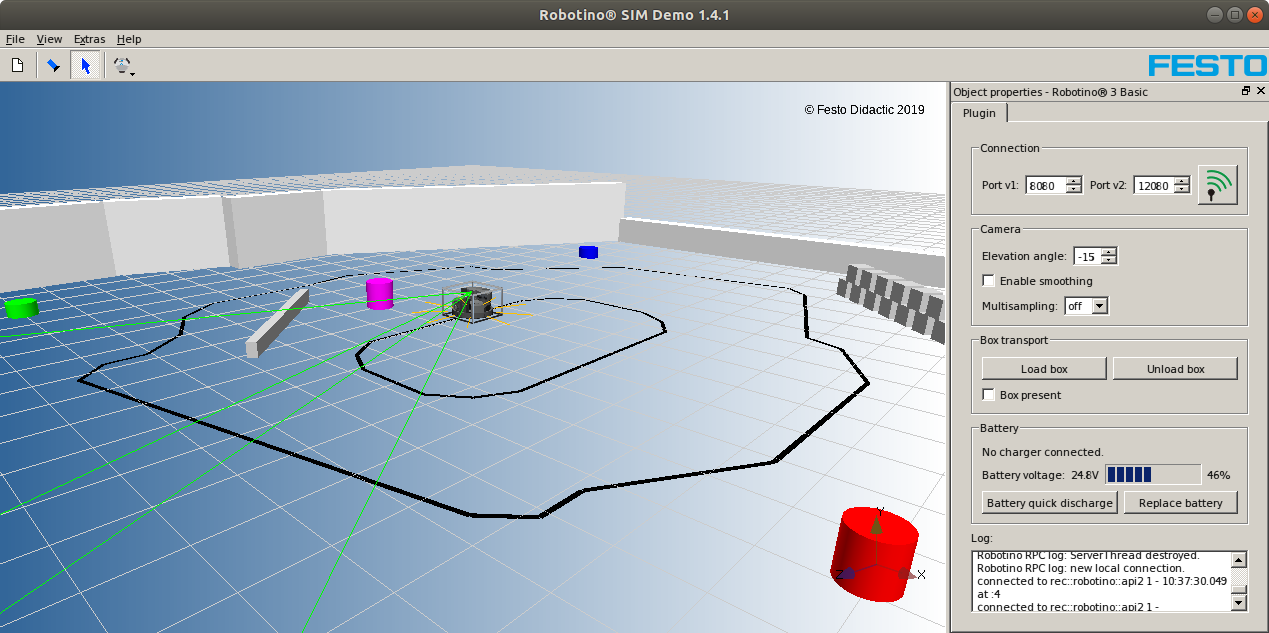 Robotino® SIM Demo 1.4.1
File View Extras Help
FESTO
© Festo Didactic 2019
Object properties - Robotino® 3 Basic
Plugin
Connection
Port v1: 8080 Port v2: 12080
Camera
Elevation angle: -15
Enable smoothing
Multisampling: off
Box transport
Load box Unload box
Box present
Battery
No charger connected.
Battery voltage: 24.8V 46%
Battery quick discharge Replace battery
Log:
Robotino RPC log: ServerThread destroyed.
Robotino RPC log: new local connection.
connected to rec::robotino::api2 1 - 10:37:30.049
at :4
connected to rec::robotino::api2 1 -
Y
Z X